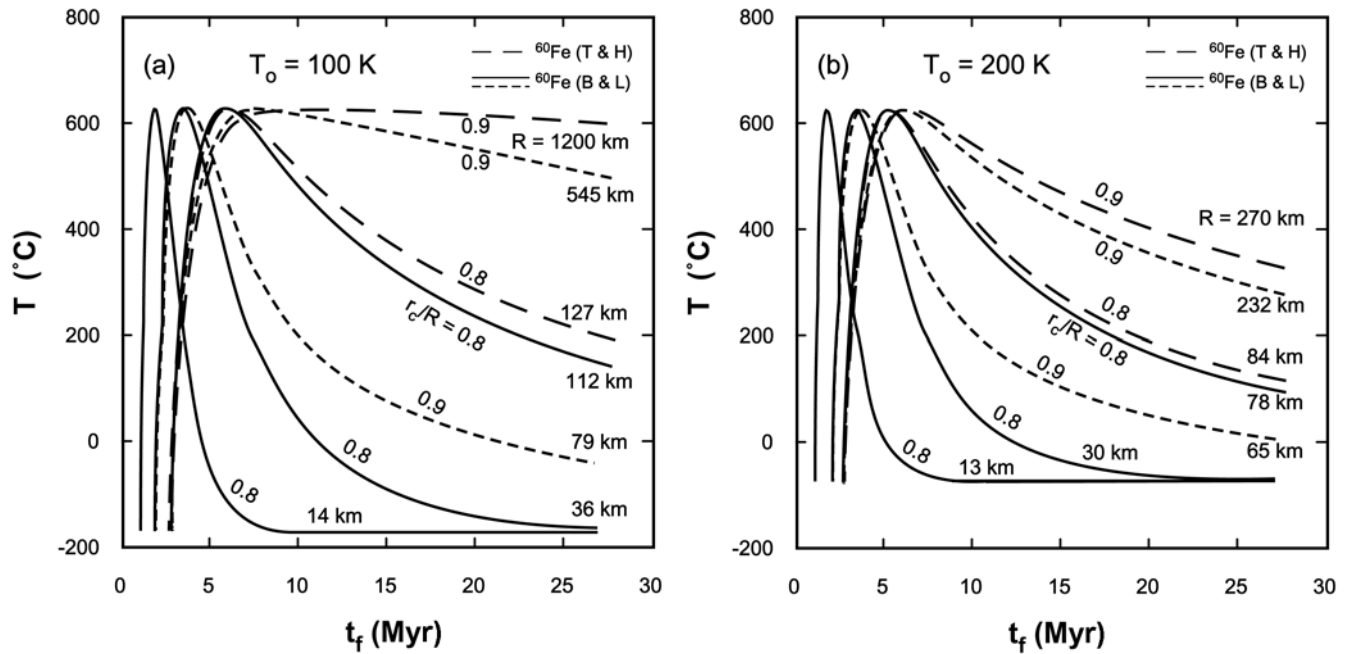 (a)
T₀ = 100 K
⁶⁰Fe (T & H)
⁶⁰Fe (B & L)
800
600
400
200
0
-200
T (˚C)
0.9
R = 1200 km
0.9
545 km
0.8
127 km
r_c/R = 0.8
112 km
0.9
79 km
0.8
36 km
0.8
14 km
0 5 10 15 20 25 30
t_f (Myr)
(b)
T₀ = 200 K
⁶⁰Fe (T & H)
⁶⁰Fe (B & L)
800
600
400
200
0
-200
T (˚C)
0.9
R = 270 km
0.9
232 km
0.8
84 km
r_c/R = 0.8
78 km
0.9
65 km
0.8
30 km
0.8
13 km
0 5 10 15 20 25 30
t_f (Myr)